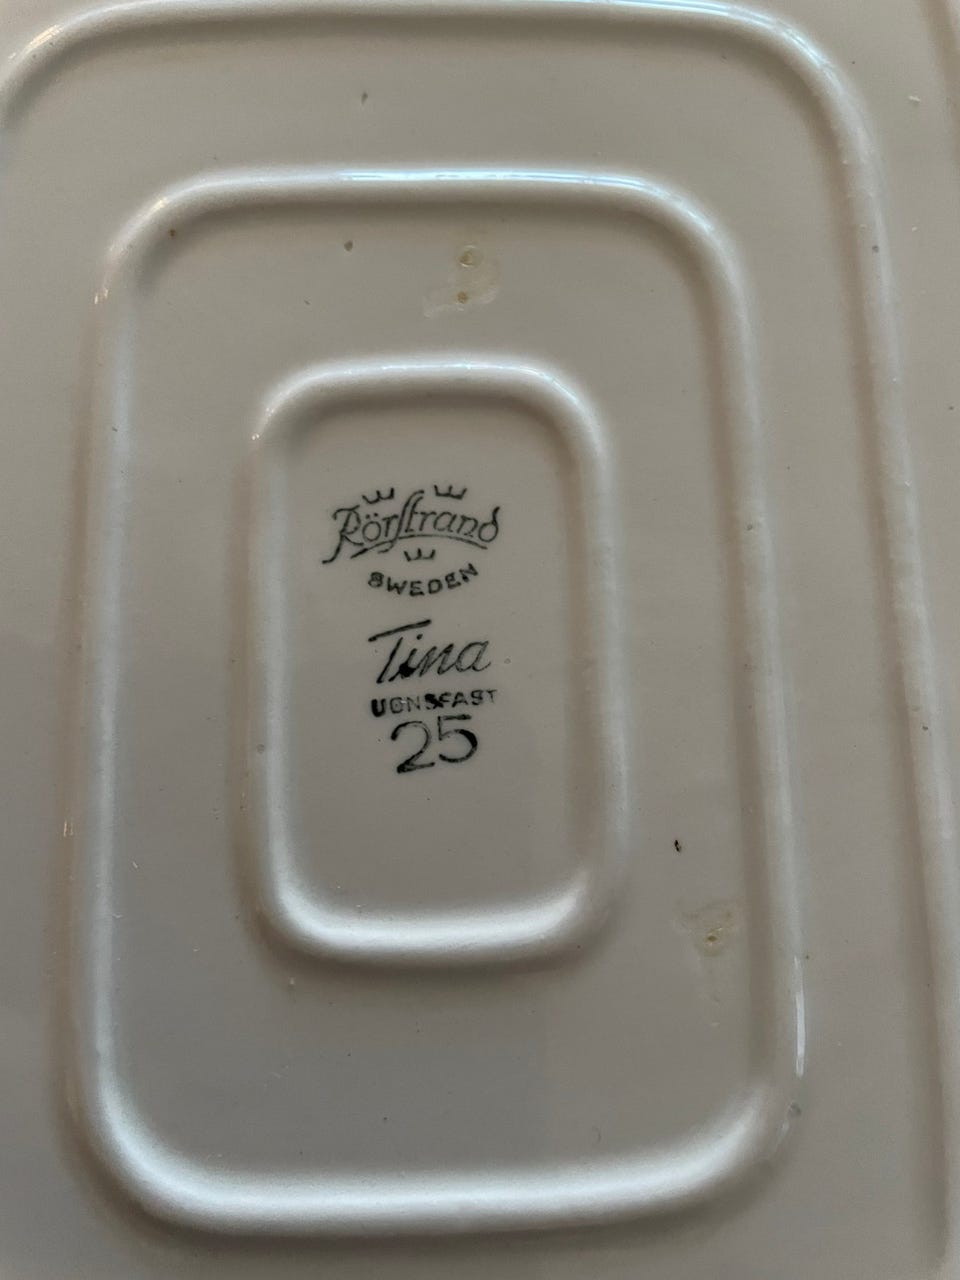 Rörstrand
SWEDEN
Tina
UGNSFAST
25